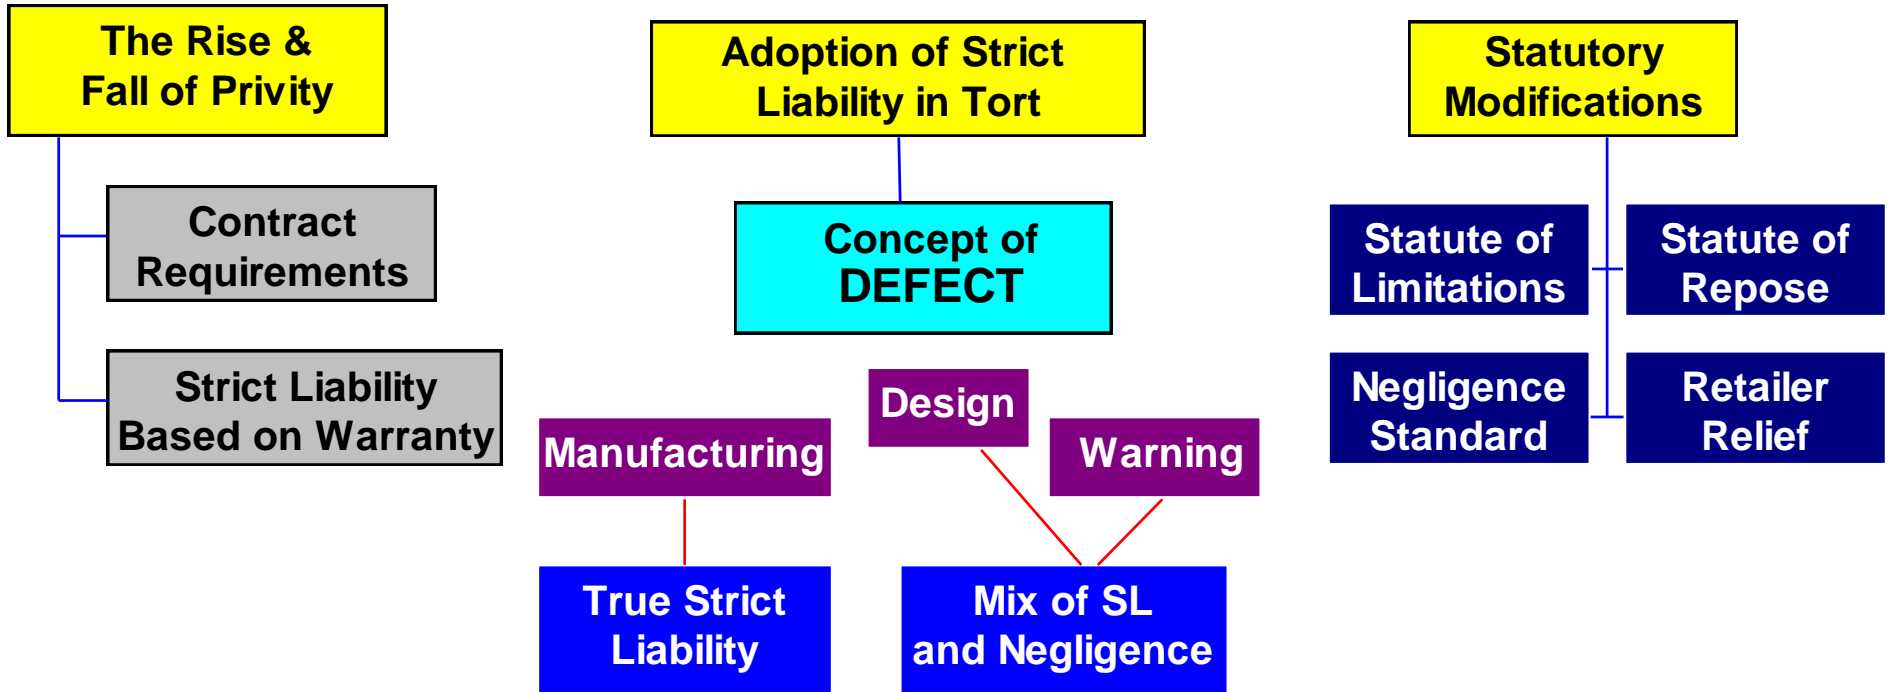 The Rise &
Fall of Privity
Contract
Requirements
Strict Liability
Based on Warranty
Adoption of Strict
Liability in Tort
Concept of
DEFECT
Manufacturing
Design
Warning
True Strict
Liability
Mix of SL
and Negligence
Statutory
Modifications
Statute of
Limitations
Statute of
Repose
Negligence
Standard
Retailer
Relief